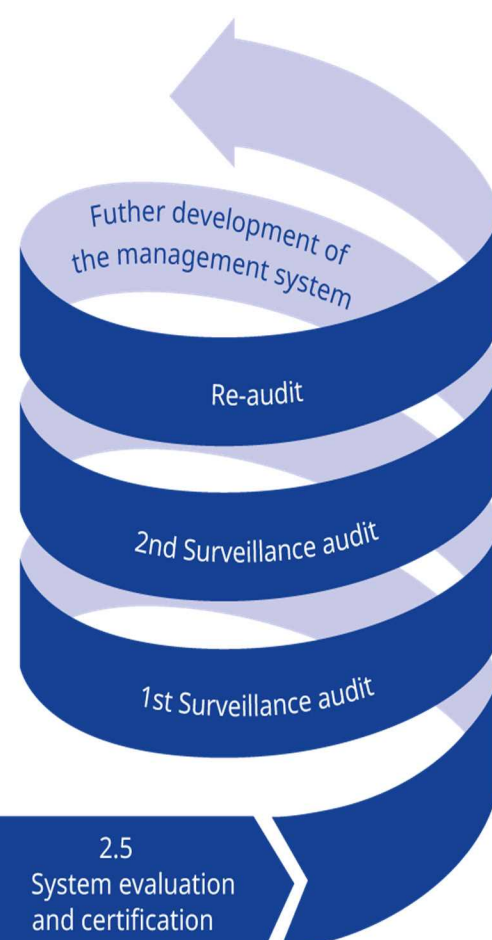 Futher development of
the management system
Re-audit
2nd Surveillance audit
1st Surveillance audit
2.5
System evaluation
and certification